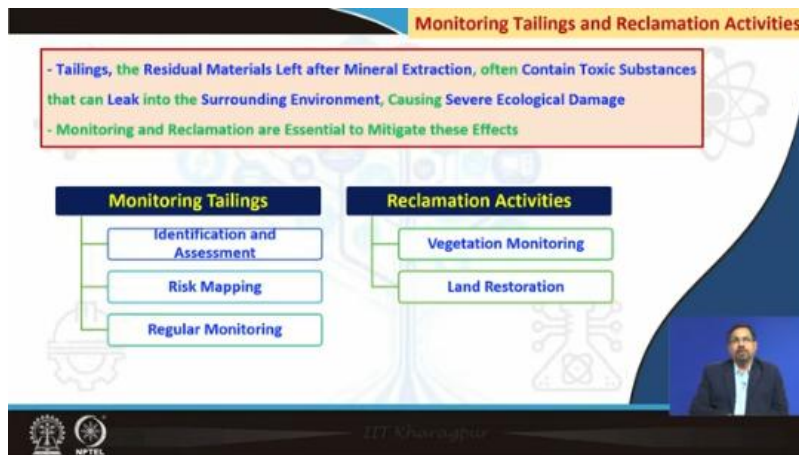 Monitoring Tailings and Reclamation Activities
- Tailings, the Residual Materials Left after Mineral Extraction, often Contain Toxic Substances
that can Leak into the Surrounding Environment, Causing Severe Ecological Damage
- Monitoring and Reclamation are Essential to Mitigate these Effects
Monitoring Tailings
Identification and
Assessment
Risk Mapping
Regular Monitoring
Reclamation Activities
Vegetation Monitoring
Land Restoration
NPTEL
IIT Kharagpur